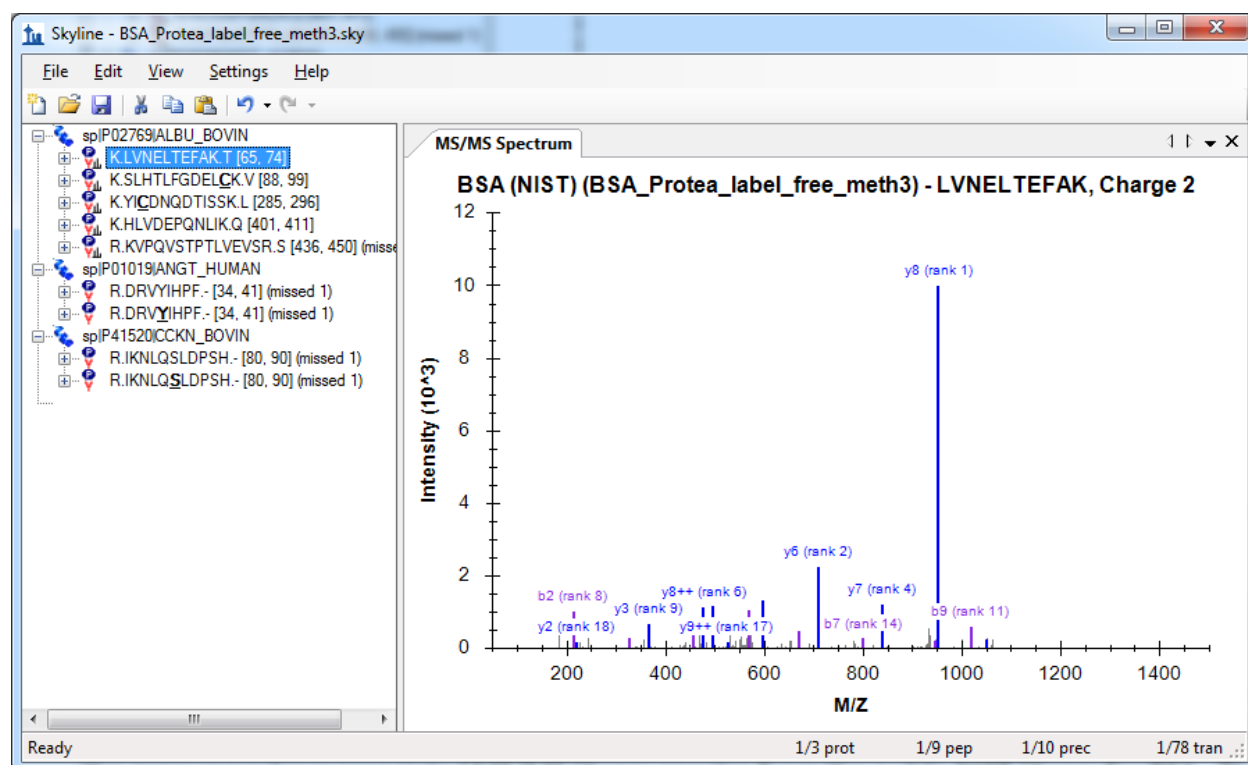 Skyline - BSA_Protea_label_free_meth3.sky
File Edit View Settings Help
sp|P02769|ALBU_BOVIN
K.LVNELTEFAK.T [65, 74]
K.SLHTLFGDELCK.V [88, 99]
K.YICDNQDTISSK.L [285, 296]
K.HLVDEPQNLIK.Q [401, 411]
R.KVPQVSTPTLVEVSR.S [436, 450] (misse
sp|P01019|ANGT_HUMAN
R.DRVYIHPF.- [34, 41] (missed 1)
R.DRVYIHPF.- [34, 41] (missed 1)
sp|P41520|CCKN_BOVIN
R.IKNLQSLDPSH.- [80, 90] (missed 1)
R.IKNLQSLDPSH.- [80, 90] (missed 1)
MS/MS Spectrum
BSA (NIST) (BSA_Protea_label_free_meth3) - LVNELTEFAK, Charge 2
12
10
8
6
4
2
0
Intensity (10^3)
y8 (rank 1)
y6 (rank 2)
b2 (rank 8)
y8++ (rank 6)
y7 (rank 4)
y2 (rank 18)
y3 (rank 9)
y9++ (rank 17)
b7 (rank 14)
b9 (rank 11)
200 400 600 800 1000 1200 1400
M/Z
Ready 1/3 prot 1/9 pep 1/10 prec 1/78 tran